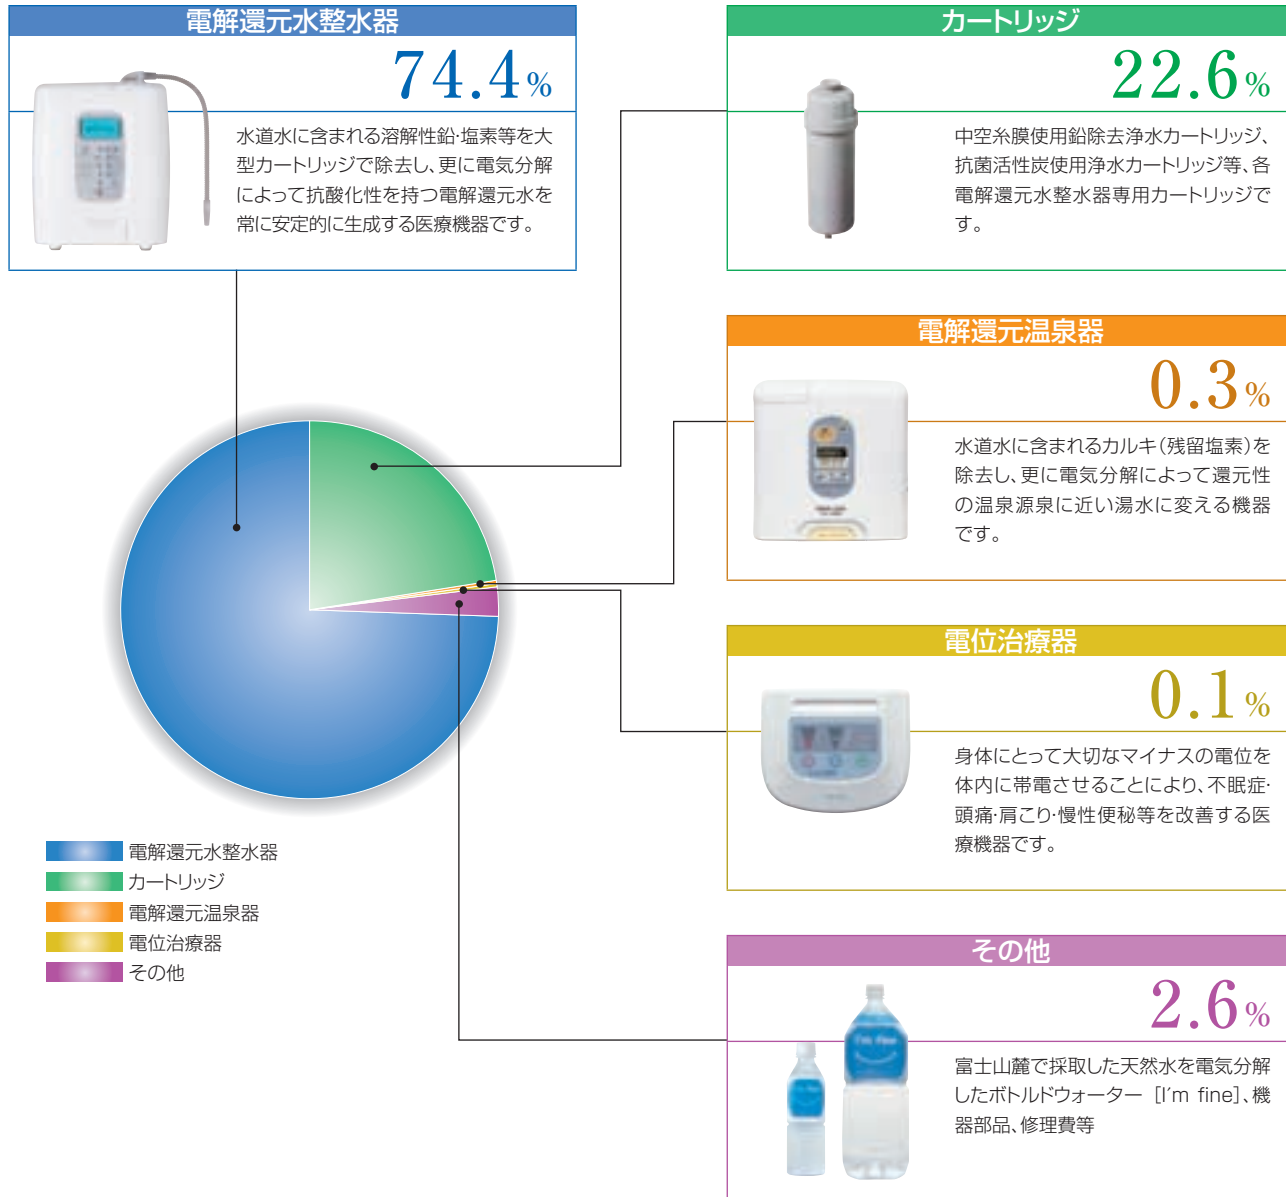 電解還元水整水器
74.4%
水道水に含まれる溶解性鉛・塩素等を大
型カートリッジで除去し、更に電気分解
によって抗酸化性を持つ電解還元水を
常に安定的に生成する医療機器です。
カートリッジ
22.6%
中空糸膜使用鉛除去浄水カートリッジ、
抗菌活性炭使用浄水カートリッジ等、各
電解還元水整水器専用カートリッジで
す。
電解還元温泉器
0.3%
水道水に含まれるカルキ（残留塩素）を
除去し、更に電気分解によって還元性
の温泉源泉に近い湯水に変える機器
です。
電位治療器
0.1%
身体にとって大切なマイナスの電位を
体内に帯電させることにより、不眠症・
頭痛・肩こり・慢性便秘等を改善する医
療機器です。
電解還元水整水器
カートリッジ
電解還元温泉器
電位治療器
その他
その他
2.6%
I'm fine
富士山麓で採取した天然水を電気分解
したボトルドウォーター［I'm fine］、機
器部品、修理費等